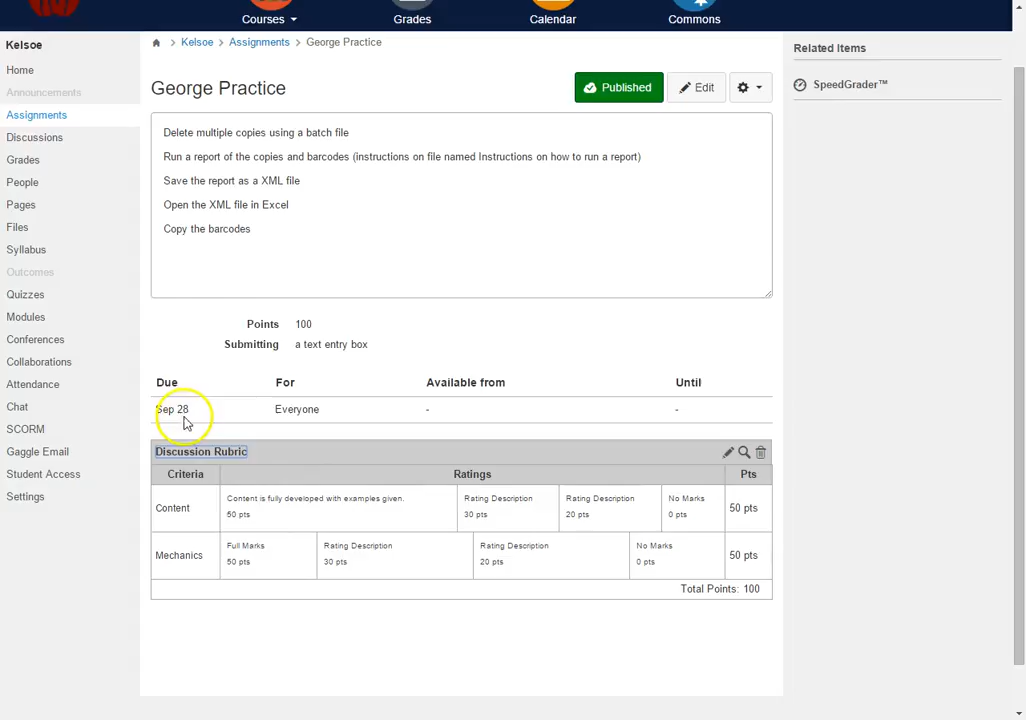 Courses
Grades
Calendar
Commons
Kelsoe
Home
Announcements
Assignments
Discussions
Grades
People
Pages
Files
Syllabus
Outcomes
Quizzes
Modules
Conferences
Collaborations
Attendance
Chat
SCORM
Gaggle Email
Student Access
Settings
Kelsoe > Assignments > George Practice
George Practice
Published
Edit
Delete multiple copies using a batch file
Run a report of the copies and barcodes (instructions on file named Instructions on how to run a report)
Save the report as a XML file
Open the XML file in Excel
Copy the barcodes
Points 100
Submitting a text entry box
Due For Available from Until
Sep 28 Everyone - -
Discussion Rubric
Criteria Ratings Pts
Content
Content is fully developed with examples given.
50 pts
Rating Description
30 pts
Rating Description
20 pts
No Marks
0 pts
50 pts
Mechanics
Full Marks
50 pts
Rating Description
30 pts
Rating Description
20 pts
No Marks
0 pts
50 pts
Total Points: 100
Related Items
SpeedGrader™